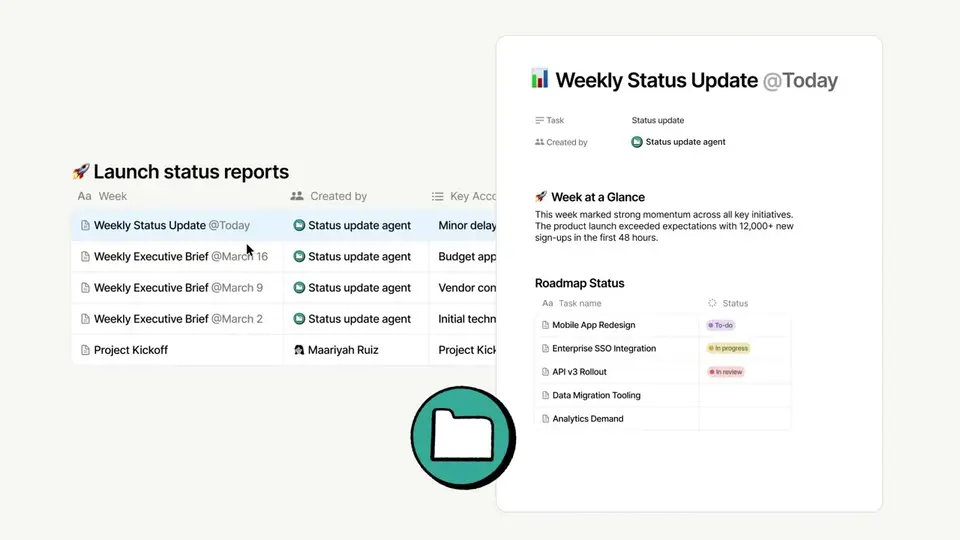 Launch status reports
Aa Week Created by Key Acco
Weekly Status Update @Today Status update agent Minor delay
Weekly Executive Brief @March 16 Status update agent Budget app
Weekly Executive Brief @March 9 Status update agent Vendor con
Weekly Executive Brief @March 2 Status update agent Initial techn
Project Kickoff Maariyah Ruiz Project Kick
Weekly Status Update @Today
Task Status update
Created by Status update agent
Week at a Glance
This week marked strong momentum across all key initiatives.
The product launch exceeded expectations with 12,000+ new
sign-ups in the first 48 hours.
Roadmap Status
Aa Task name Status
Mobile App Redesign To-do
Enterprise SSO Integration In progress
API v3 Rollout In review
Data Migration Tooling
Analytics Demand